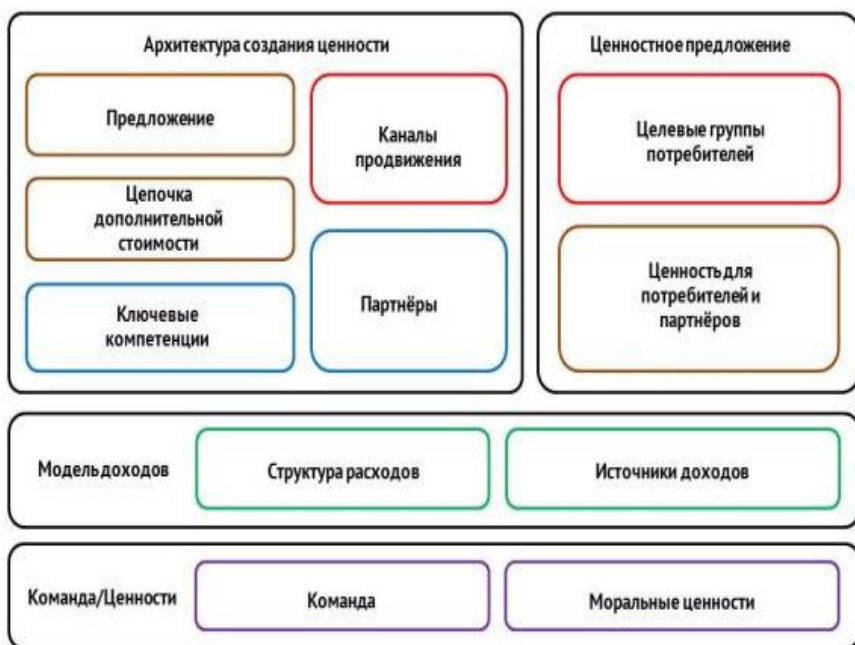 Архитектура создания ценности
Предложение
Цепочка
дополнительной
стоимости
Ключевые
компетенции
Каналы
продвижения
Партнёры
Ценностное предложение
Целевые группы
потребителей
Ценность для
потребителей и
партнёров
Модель доходов
Структура расходов
Источники доходов
Команда/Ценности
Команда
Моральные ценности